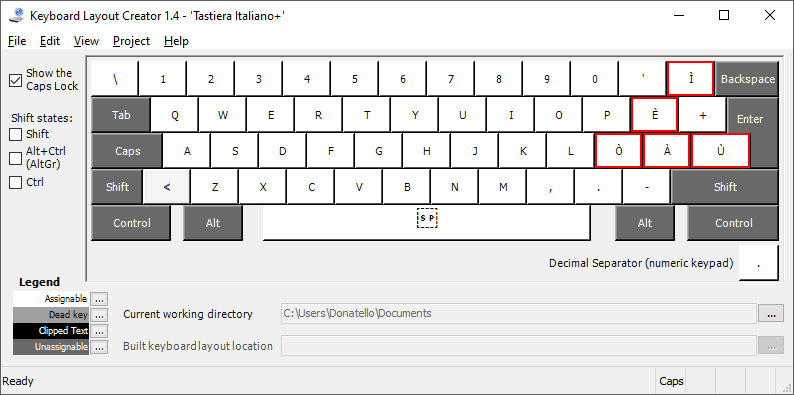 Keyboard Layout Creator 1.4 - 'Tastiera Italiano+'
File Edit View Project Help
Show the
Caps Lock
Shift states:
Shift
Alt+Ctrl
(AltGr)
Ctrl
\ 1 2 3 4 5 6 7 8 9 0 ' Ì Backspace
Tab Q W E R T Y U I O P È + Enter
Caps A S D F G H J K L Ò À Ù
Shift < Z X C V B N M , . - Shift
Control Alt SP Alt Control
Decimal Separator (numeric keypad) .
Legend
Assignable ...
Dead key ...
Clipped Text ...
Unassignable ...
Current working directory C:\Users\Donatello\Documents ...
Built keyboard layout location ...
Ready Caps